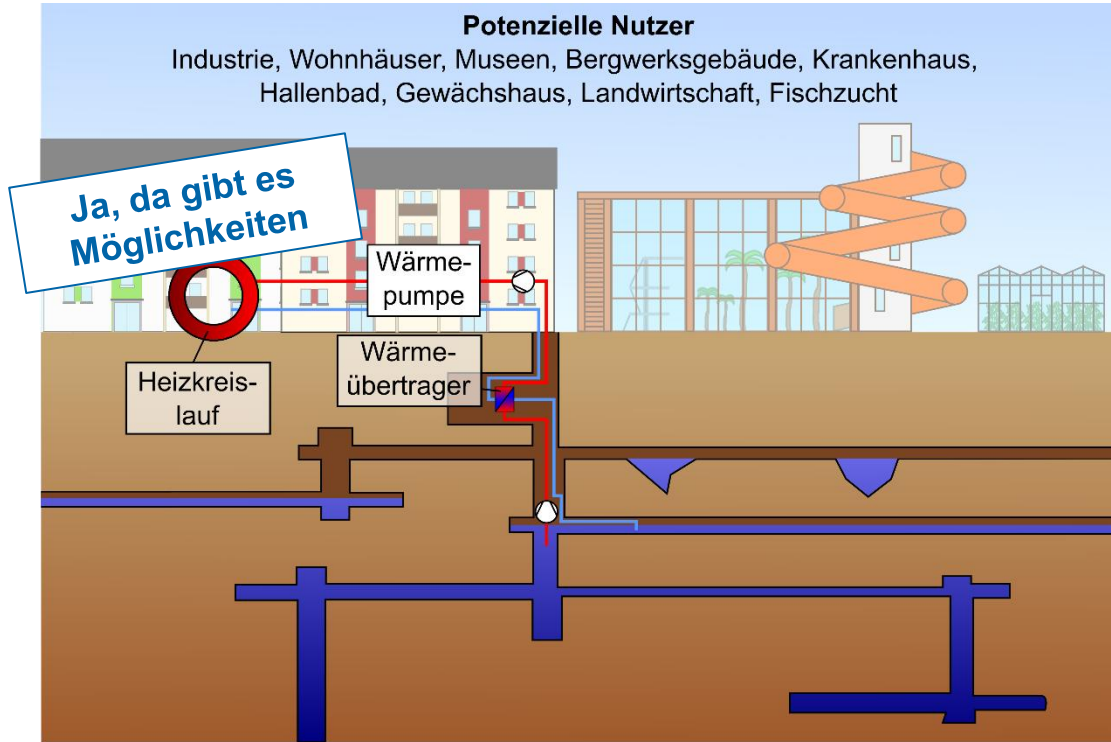 Potenzielle Nutzer
Industrie, Wohnhäuser, Museen, Bergwerksgebäude, Krankenhaus,
Hallenbad, Gewächshaus, Landwirtschaft, Fischzucht
Ja, da gibt es
Möglichkeiten
Wärme-
pumpe
Wärme-
übertrager
Heizkreis-
lauf